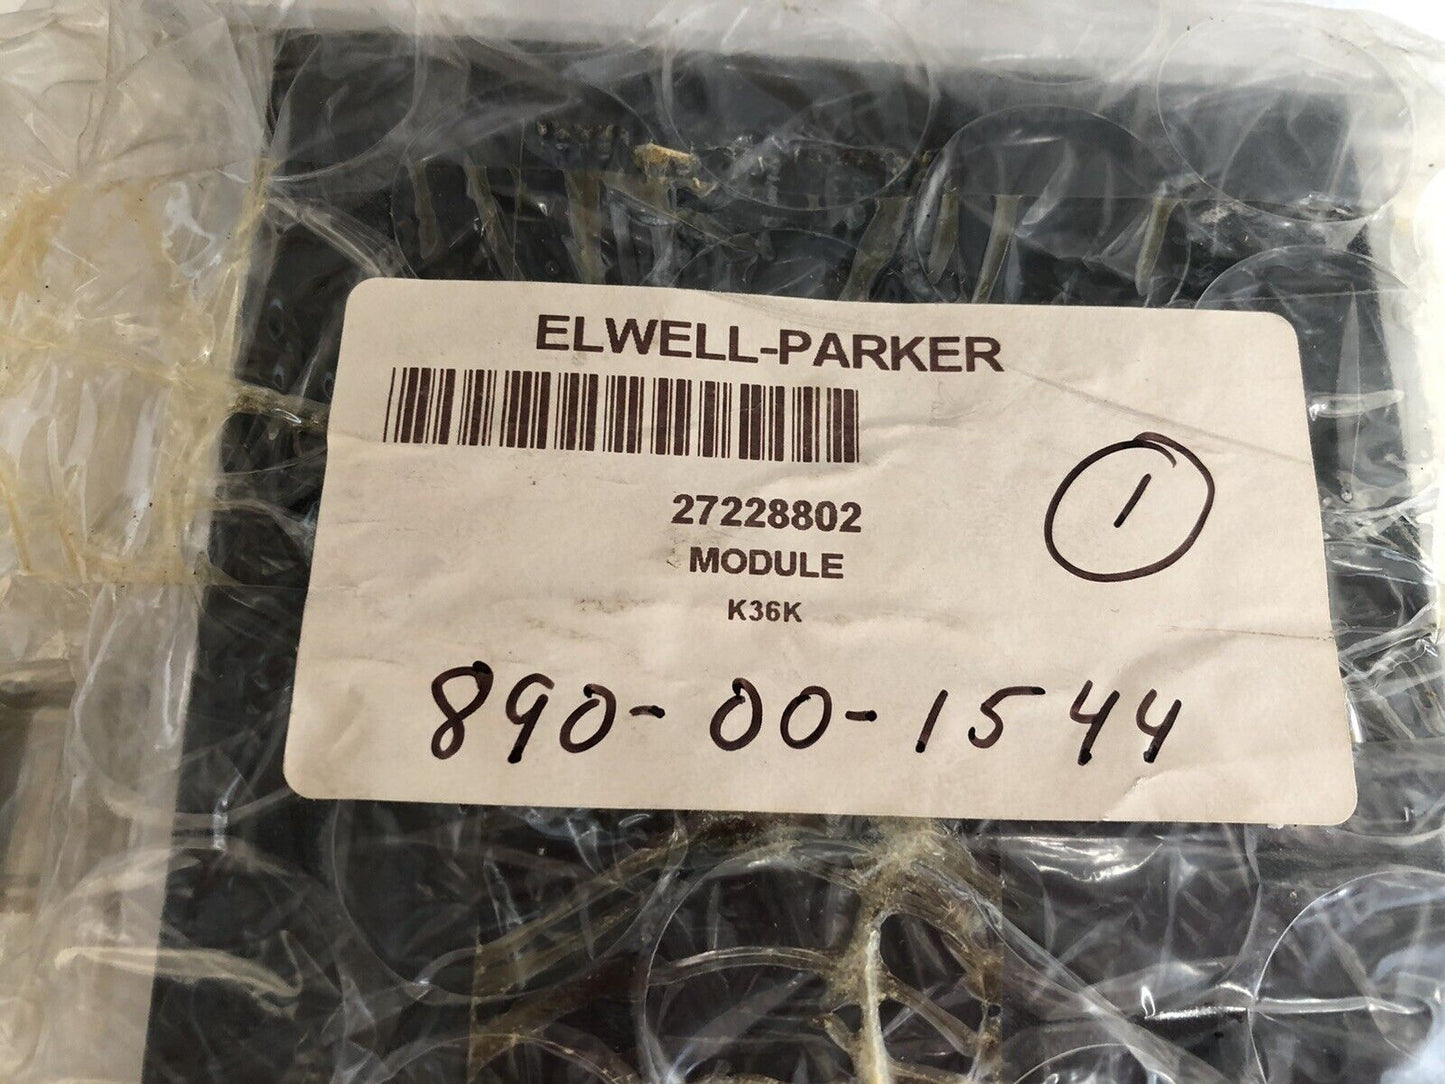 ELWELL-PARKER
27228802
1
MODULE
K36K
890-00-1544